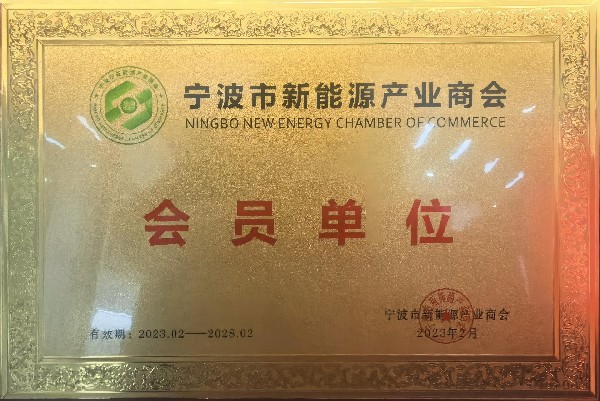 宁波市新能源产业商会
NINGBO NEW ENERGY CHAMBER OF COMMERCE
会员单位
宁波市新能源产业商会
有效期：2023.02——2028.02
2023年2月